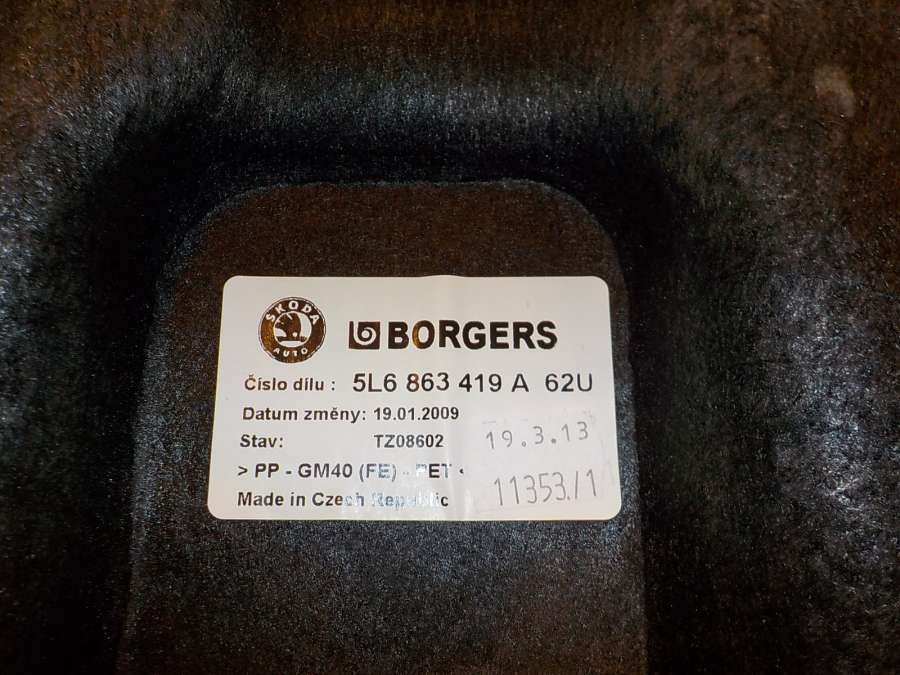 ŠKODA
AUTO
BORGERS
Číslo dílu : 5L6 863 419 A 62U
Datum změny: 19.01.2009
Stav: TZ08602
19.3.13
> PP - GM40 (FE) - PET <
11353./1
Made in Czech Republic